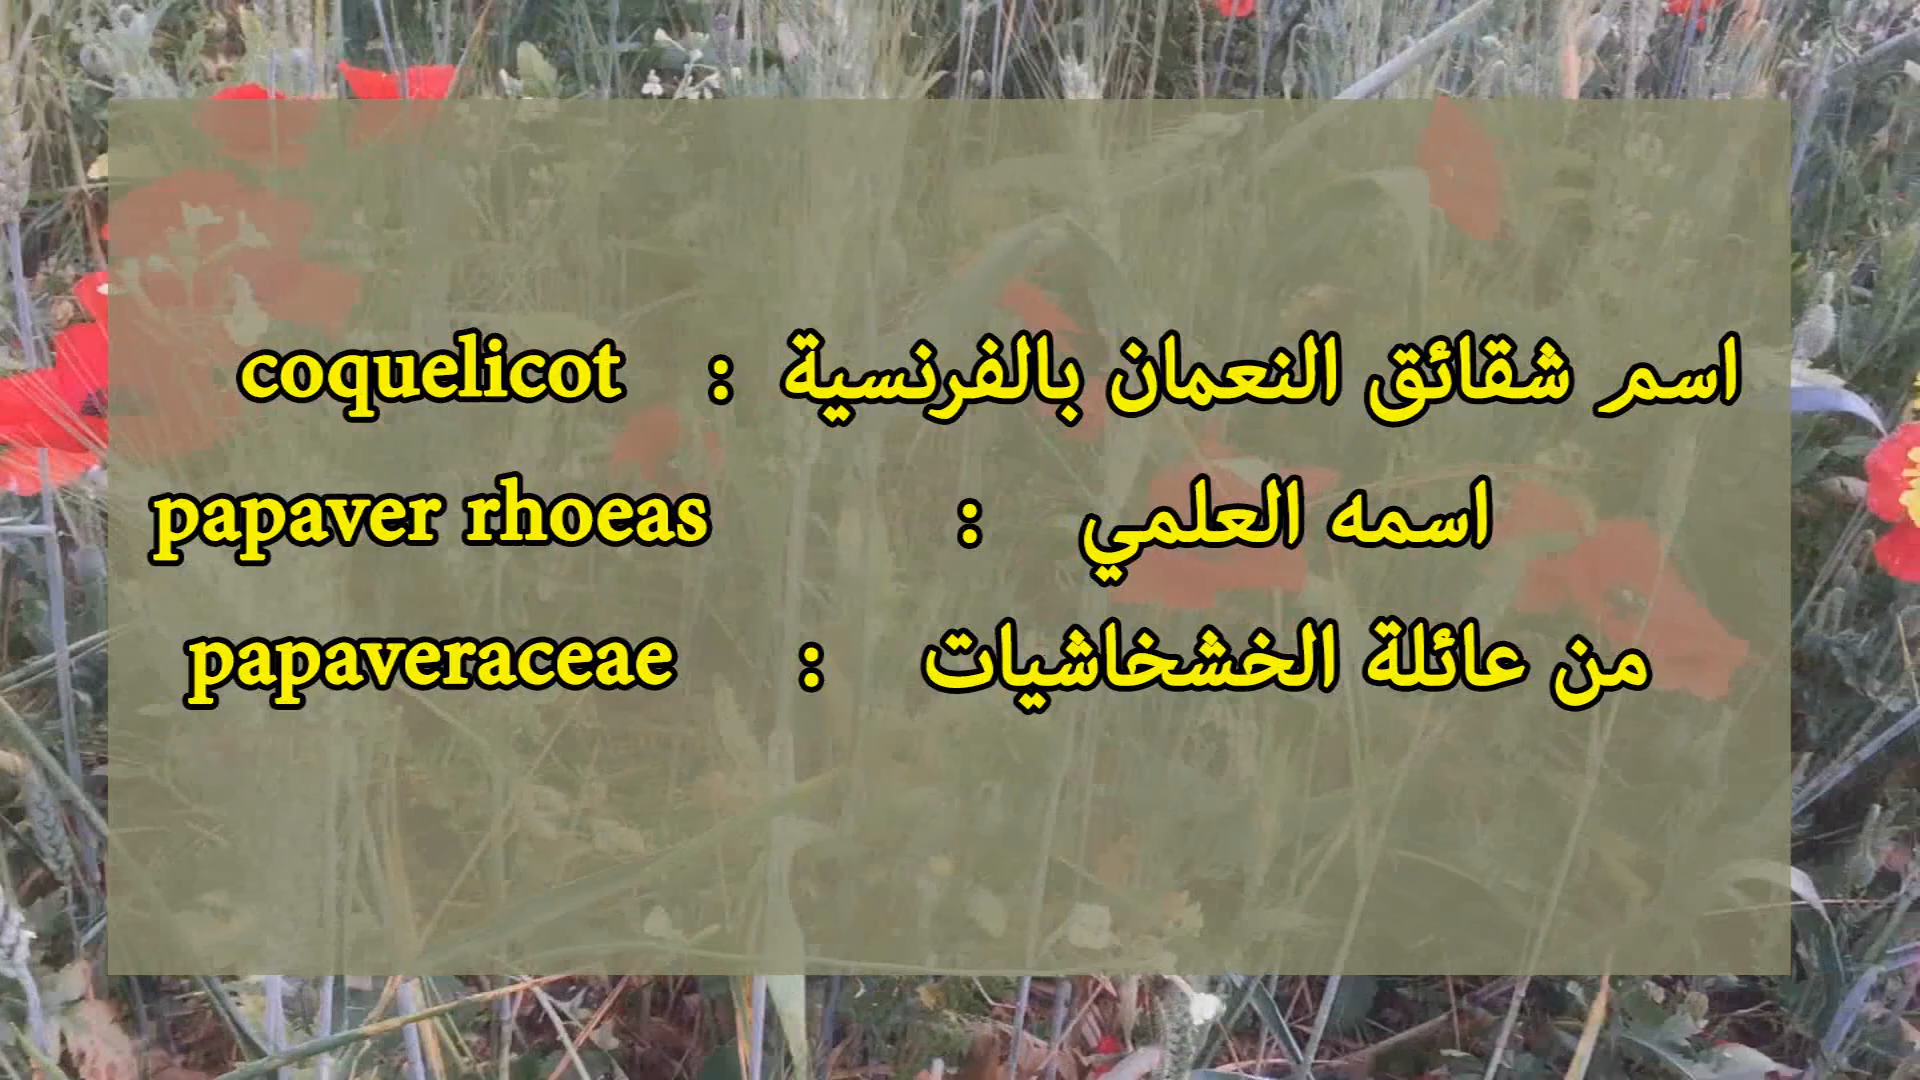 اسم شقائق النعمان بالفرنسية : coquelicot
اسمه العلمي : papaver rhoeas
من عائلة الخشخاشيات : papaveraceae